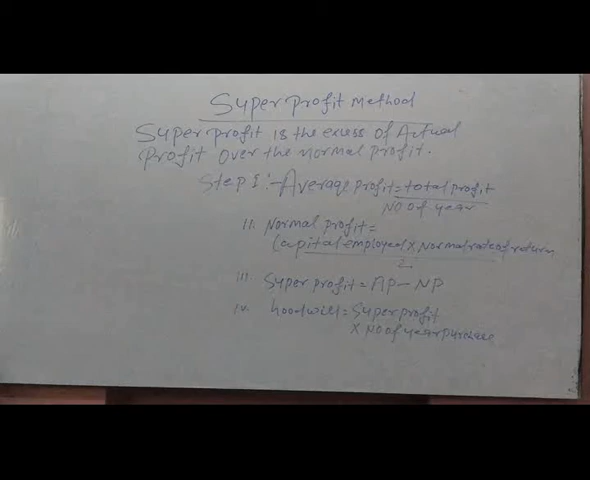 Super profit Method
Super profit is the excess of Actual
Profit over the normal profit.
Step I:- Average profit = total profit
No of year
II. Normal profit =
Capital employed X Normal rate of return
2
III. Super profit = AP - NP
IV. Goodwill = Super profit
X No of year purchase